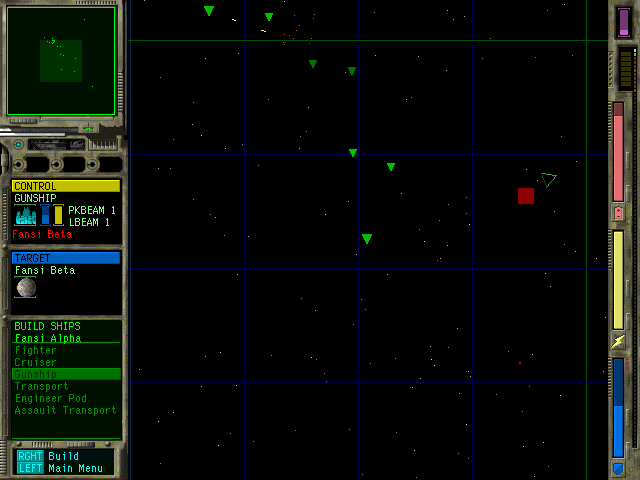 CONTROL
GUNSHIP
PKBEAM 1
LBEAM 1
Fansi Beta
TARGET
Fansi Beta
BUILD SHIPS
Fansi Alpha
Fighter
Cruiser
Gunship
Transport
Engineer Pod
Assault Transport
RGHT Build
LEFT Main Menu